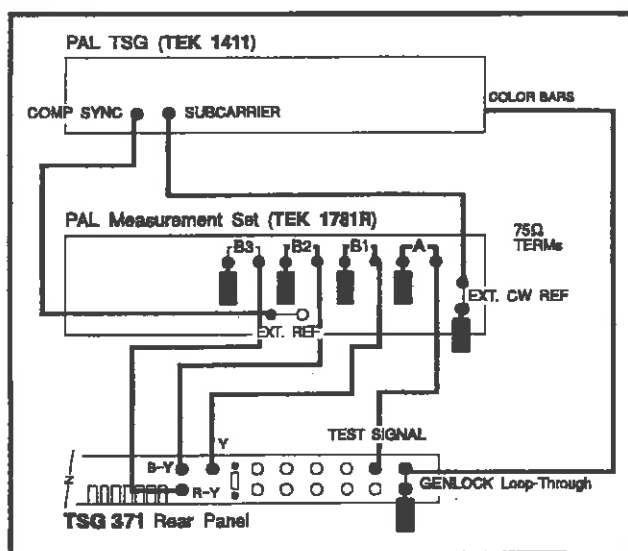 PAL TSG (TEK 1411)
COLOR BARS
COMP SYNC
SUBCARRIER
PAL Measurement Set (TEK 1781R)
75Ω
TERMs
B3
B2
B1
A
EXT. CW REF
EXT. REF
TEST SIGNAL
Y
B-Y
R-Y
GENLOCK Loop-Through
TSG 371 Rear Panel